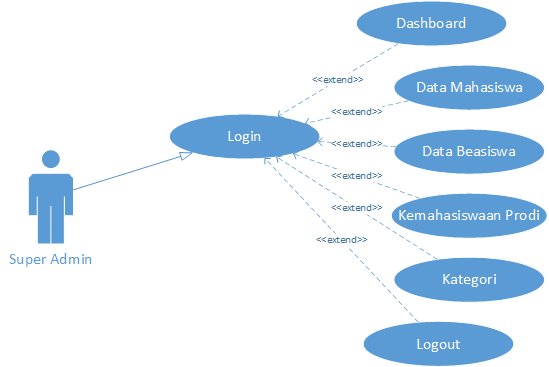 Dashboard
<<extend>>
Data Mahasiswa
<<extend>>
Login
<<extend>>
Data Beasiswa
<<extend>>
Kemahasiswaan Prodi
<<extend>>
Super Admin
Kategori
<<extend>>
Logout